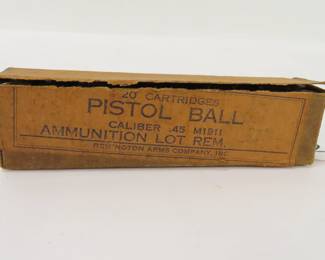 20 CARTRIDGES
PISTOL BALL
CALIBER .45 M1911
AMMUNITION LOT REM.
REMINGTON ARMS COMPANY, INC.